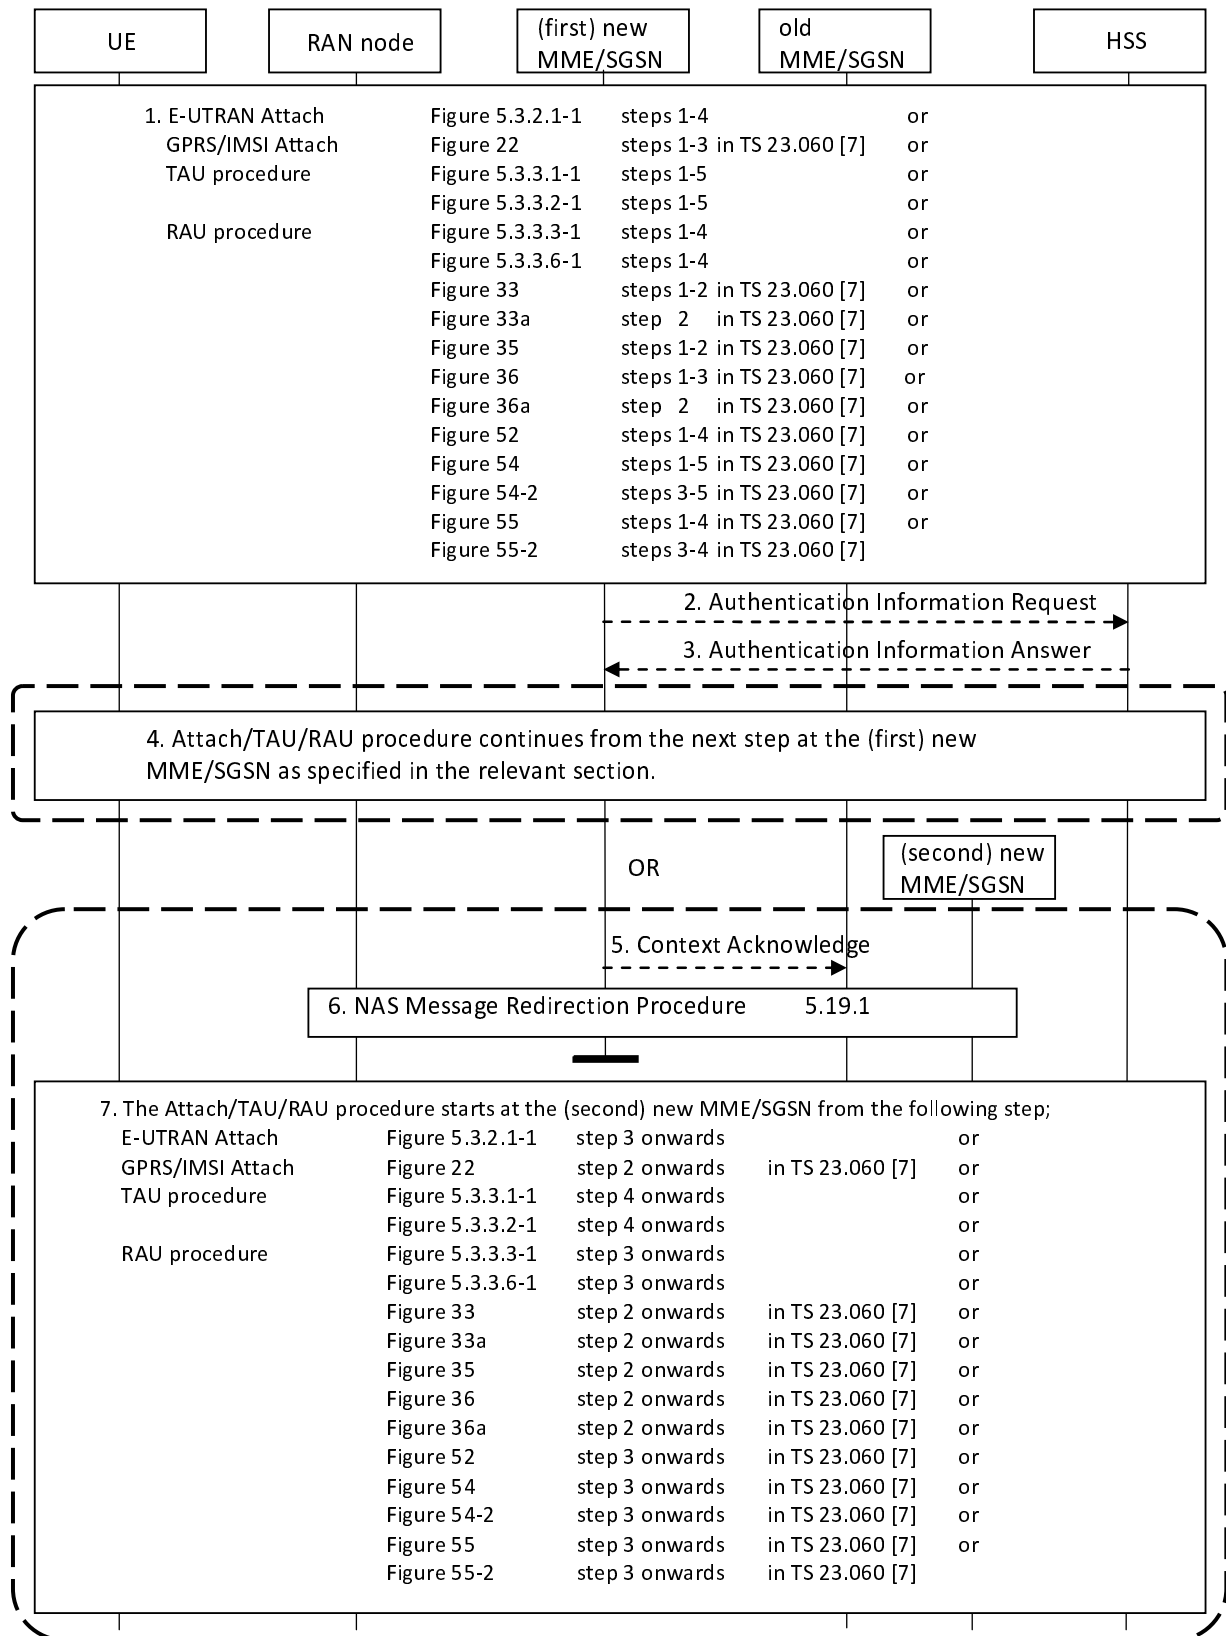 UE
RAN node
(first) new
MME/SGSN
old
MME/SGSN
HSS
1. E-UTRAN Attach Figure 5.3.2.1-1 steps 1-4 or
GPRS/IMSI Attach Figure 22 steps 1-3 in TS 23.060 [7] or
TAU procedure Figure 5.3.3.1-1 steps 1-5 or
Figure 5.3.3.2-1 steps 1-5 or
RAU procedure Figure 5.3.3.3-1 steps 1-4 or
Figure 5.3.3.6-1 steps 1-4 or
Figure 33 steps 1-2 in TS 23.060 [7] or
Figure 33a step 2 in TS 23.060 [7] or
Figure 35 steps 1-2 in TS 23.060 [7] or
Figure 36 steps 1-3 in TS 23.060 [7] or
Figure 36a step 2 in TS 23.060 [7] or
Figure 52 steps 1-4 in TS 23.060 [7] or
Figure 54 steps 1-5 in TS 23.060 [7] or
Figure 54-2 steps 3-5 in TS 23.060 [7] or
Figure 55 steps 1-4 in TS 23.060 [7] or
Figure 55-2 steps 3-4 in TS 23.060 [7]
2. Authentication Information Request
3. Authentication Information Answer
4. Attach/TAU/RAU procedure continues from the next step at the (first) new
MME/SGSN as specified in the relevant section.
OR
(second) new
MME/SGSN
5. Context Acknowledge
6. NAS Message Redirection Procedure 5.19.1
7. The Attach/TAU/RAU procedure starts at the (second) new MME/SGSN from the following step;
E-UTRAN Attach Figure 5.3.2.1-1 step 3 onwards or
GPRS/IMSI Attach Figure 22 step 2 onwards in TS 23.060 [7] or
TAU procedure Figure 5.3.3.1-1 step 4 onwards or
Figure 5.3.3.2-1 step 4 onwards or
RAU procedure Figure 5.3.3.3-1 step 3 onwards or
Figure 5.3.3.6-1 step 3 onwards or
Figure 33 step 2 onwards in TS 23.060 [7] or
Figure 33a step 2 onwards in TS 23.060 [7] or
Figure 35 step 2 onwards in TS 23.060 [7] or
Figure 36 step 2 onwards in TS 23.060 [7] or
Figure 36a step 2 onwards in TS 23.060 [7] or
Figure 52 step 3 onwards in TS 23.060 [7] or
Figure 54 step 3 onwards in TS 23.060 [7] or
Figure 54-2 step 3 onwards in TS 23.060 [7] or
Figure 55 step 3 onwards in TS 23.060 [7] or
Figure 55-2 step 3 onwards in TS 23.060 [7]